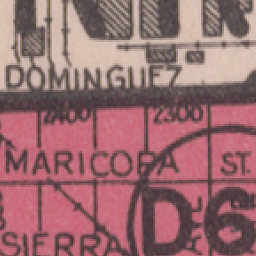 DOMINGUEZ
2400 2300
MARICOPA ST.
D6
SIERRA